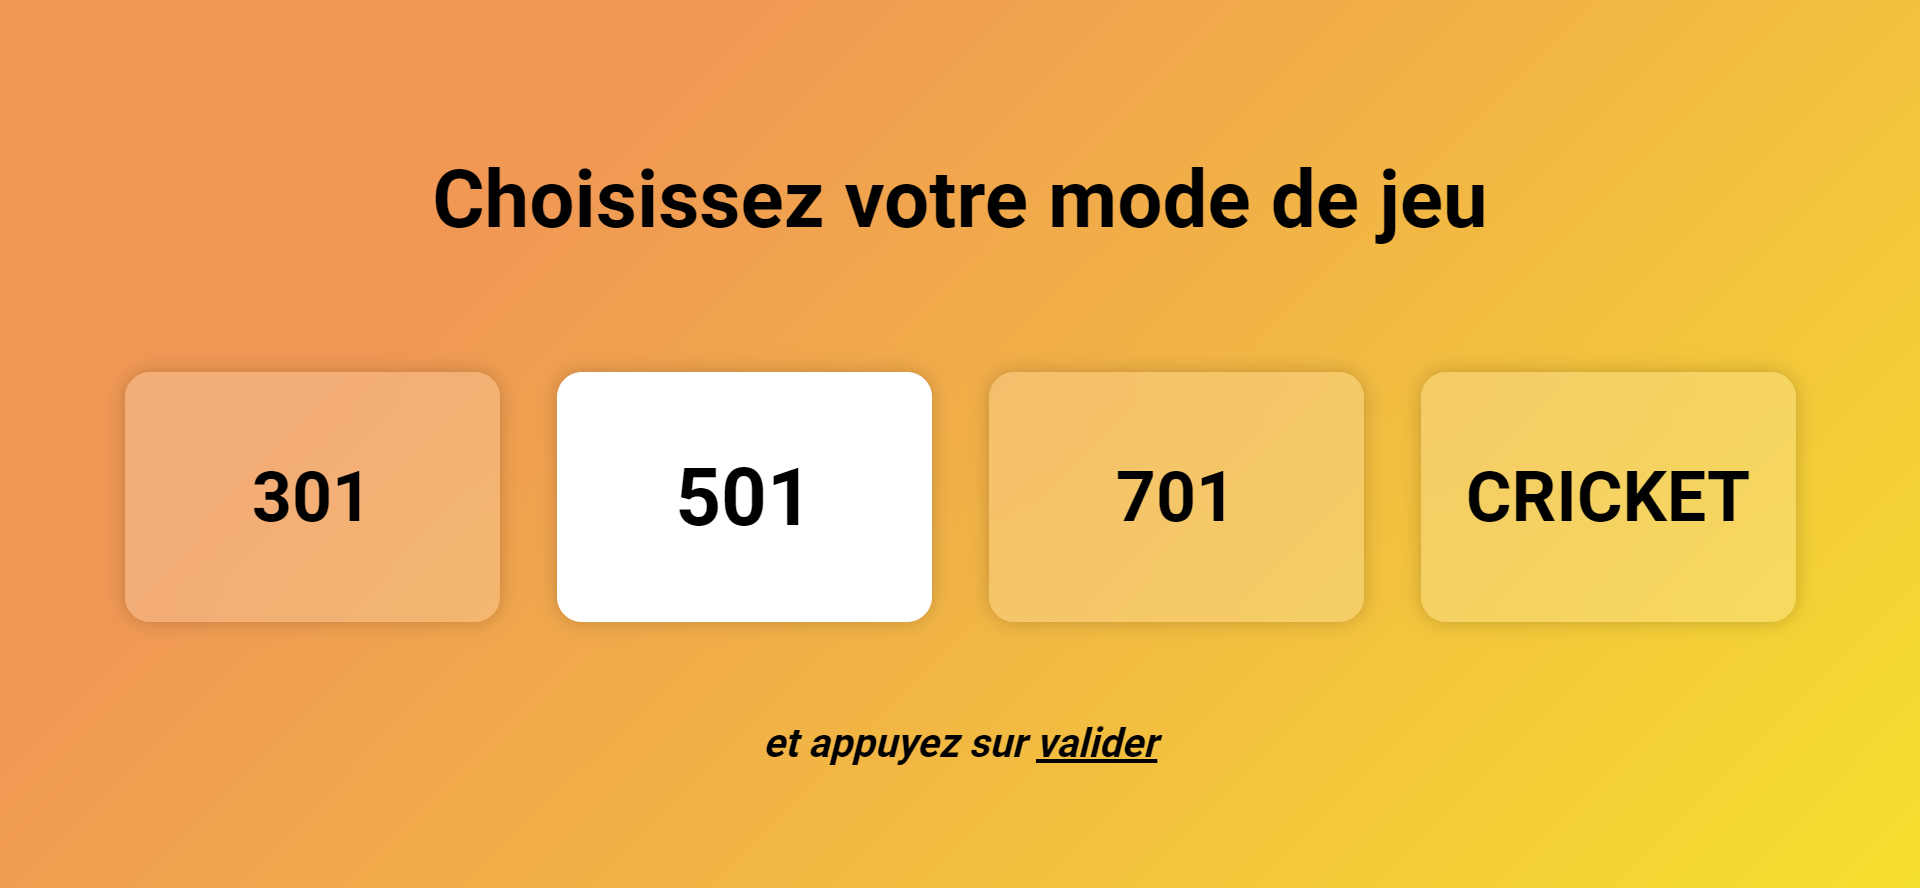 Choisissez votre mode de jeu
301
501
701
CRICKET
et appuyez sur valider